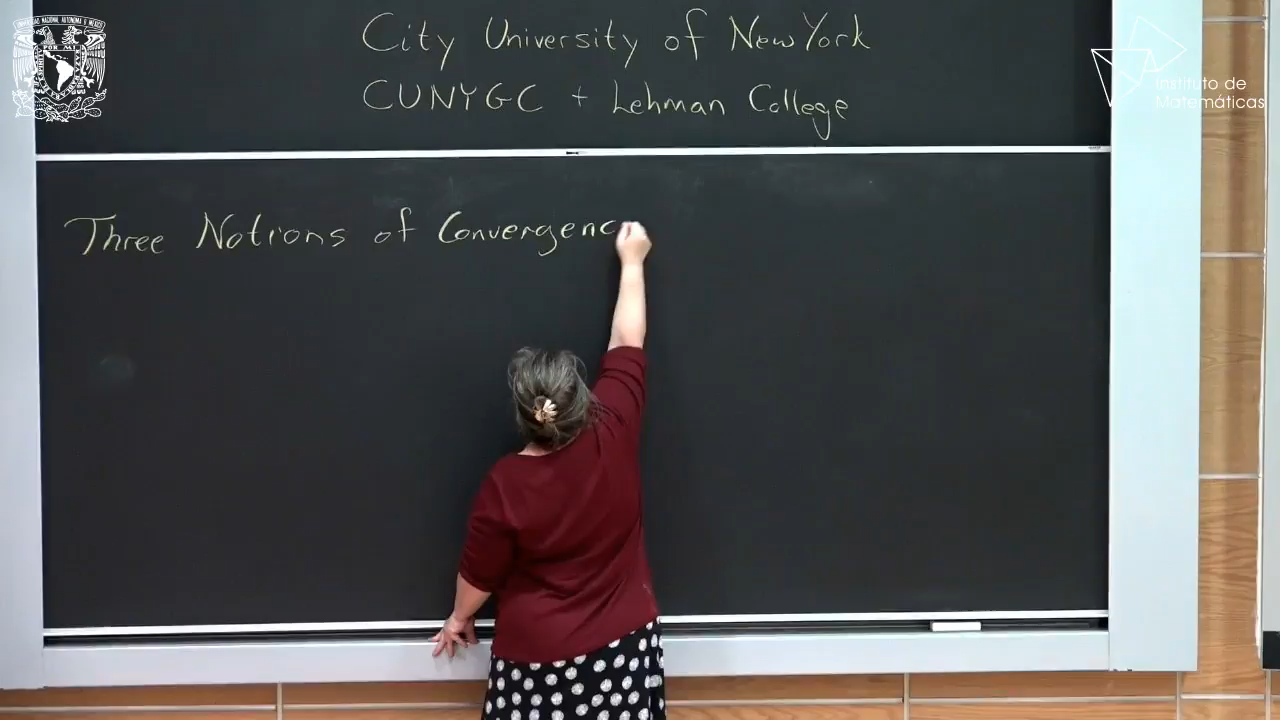 City University of New York
CUNYGC + Lehman College
Instituto de
Matemáticas
Three Notions of Convergenc